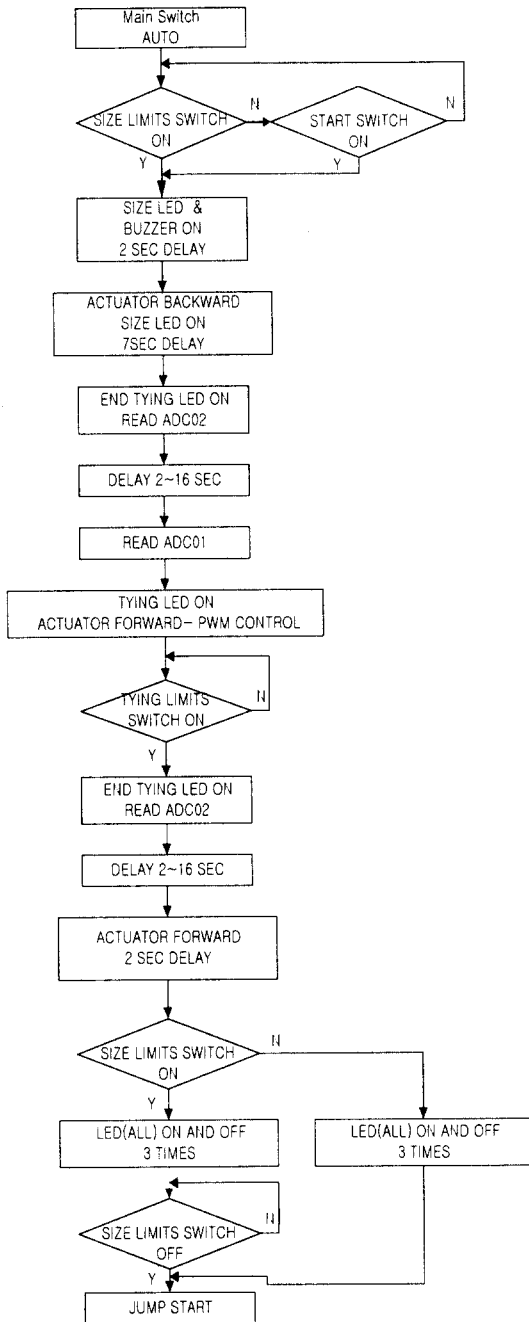 Main Switch
AUTO
SIZE LIMITS SWITCH
ON
N
START SWITCH
ON
N
Y
Y
SIZE LED &
BUZZER ON
2 SEC DELAY
ACTUATOR BACKWARD
SIZE LED ON
7SEC DELAY
END TYING LED ON
READ ADC02
DELAY 2~16 SEC
READ ADC01
TYING LED ON
ACTUATOR FORWARD- PWM CONTROL
TYING LIMITS
SWITCH ON
N
Y
END TYING LED ON
READ ADC02
DELAY 2~16 SEC
ACTUATOR FORWARD
2 SEC DELAY
SIZE LIMITS SWITCH
ON
N
Y
LED(ALL) ON AND OFF
3 TIMES
LED(ALL) ON AND OFF
3 TIMES
SIZE LIMITS SWITCH
OFF
N
Y
JUMP START